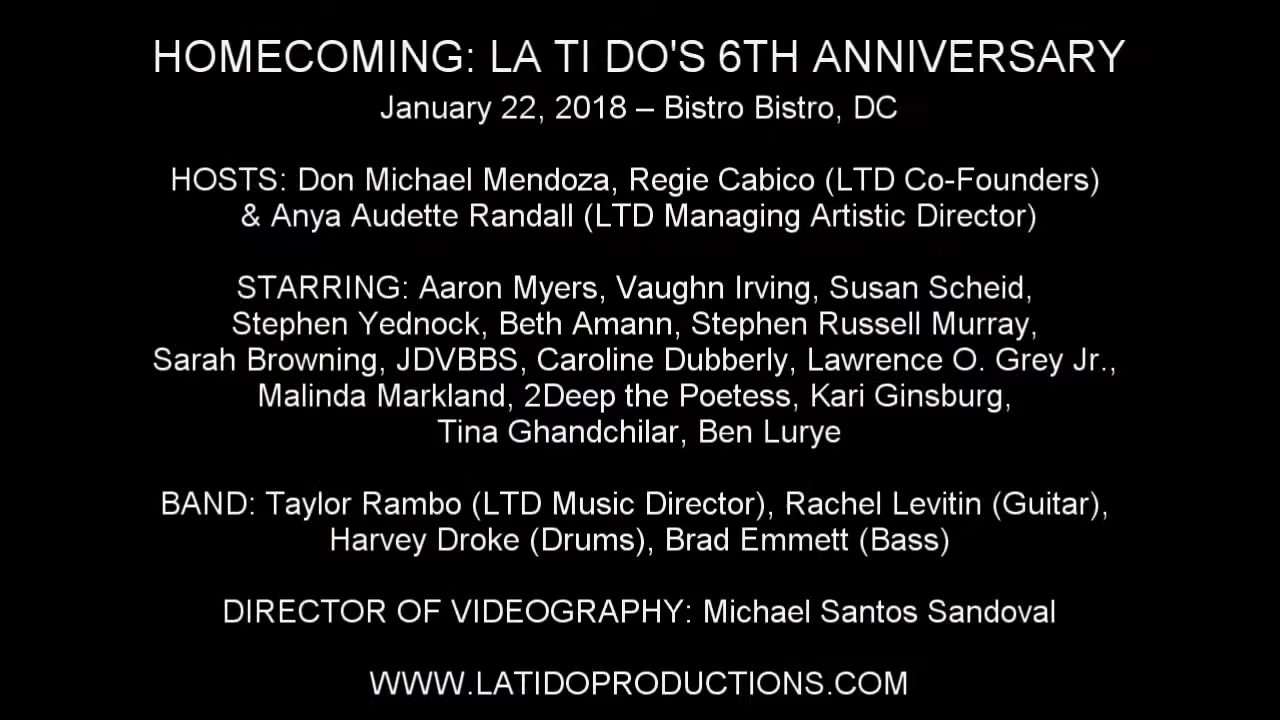 HOMECOMING: LA TI DO'S 6TH ANNIVERSARY
January 22, 2018 – Bistro Bistro, DC
HOSTS: Don Michael Mendoza, Regie Cabico (LTD Co-Founders)
& Anya Audette Randall (LTD Managing Artistic Director)
STARRING: Aaron Myers, Vaughn Irving, Susan Scheid,
Stephen Yednock, Beth Amann, Stephen Russell Murray,
Sarah Browning, JDVBBS, Caroline Dubberly, Lawrence O. Grey Jr.,
Malinda Markland, 2Deep the Poetess, Kari Ginsburg,
Tina Ghandchilar, Ben Lurye
BAND: Taylor Rambo (LTD Music Director), Rachel Levitin (Guitar),
Harvey Droke (Drums), Brad Emmett (Bass)
DIRECTOR OF VIDEOGRAPHY: Michael Santos Sandoval
WWW.LATIDOPRODUCTIONS.COM